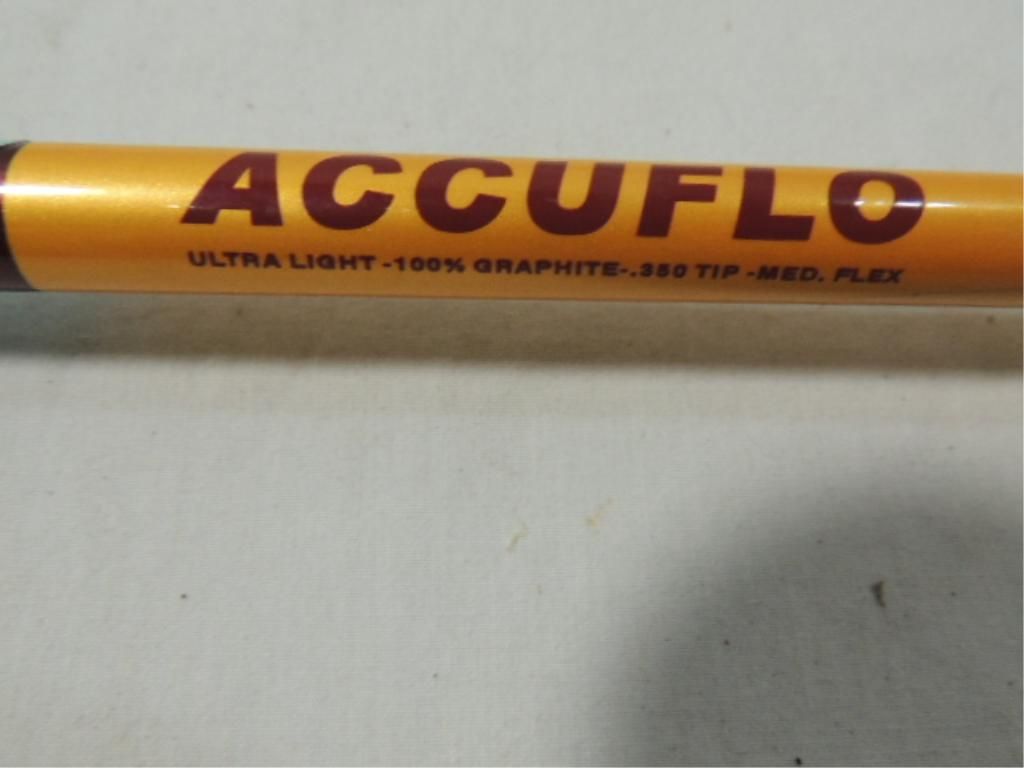 ACCUFLO
ULTRA LIGHT -100% GRAPHITE-.350 TIP -MED. FLEX